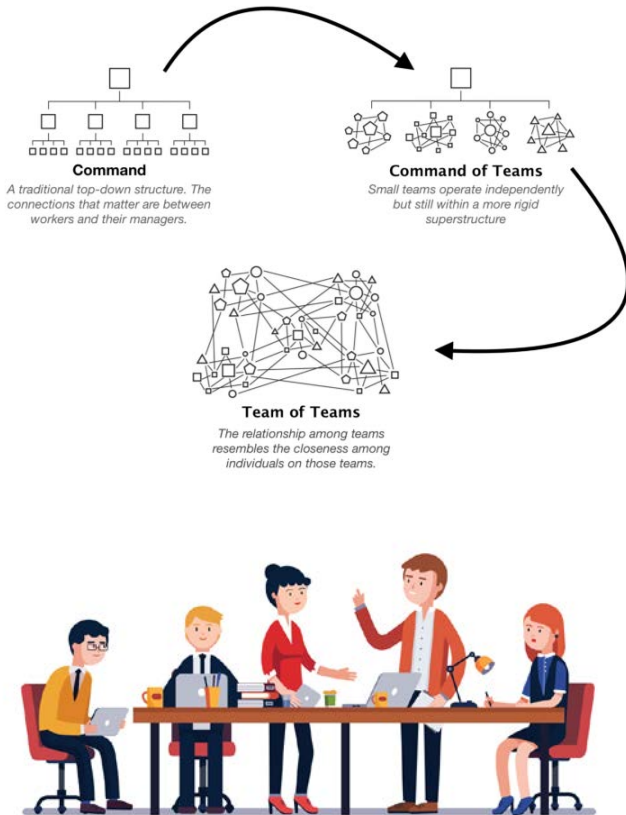 Command
A traditional top-down structure. The
connections that matter are between
workers and their managers.
Command of Teams
Small teams operate independently
but still within a more rigid
superstructure
Team of Teams
The relationship among teams
resembles the closeness among
individuals on those teams.